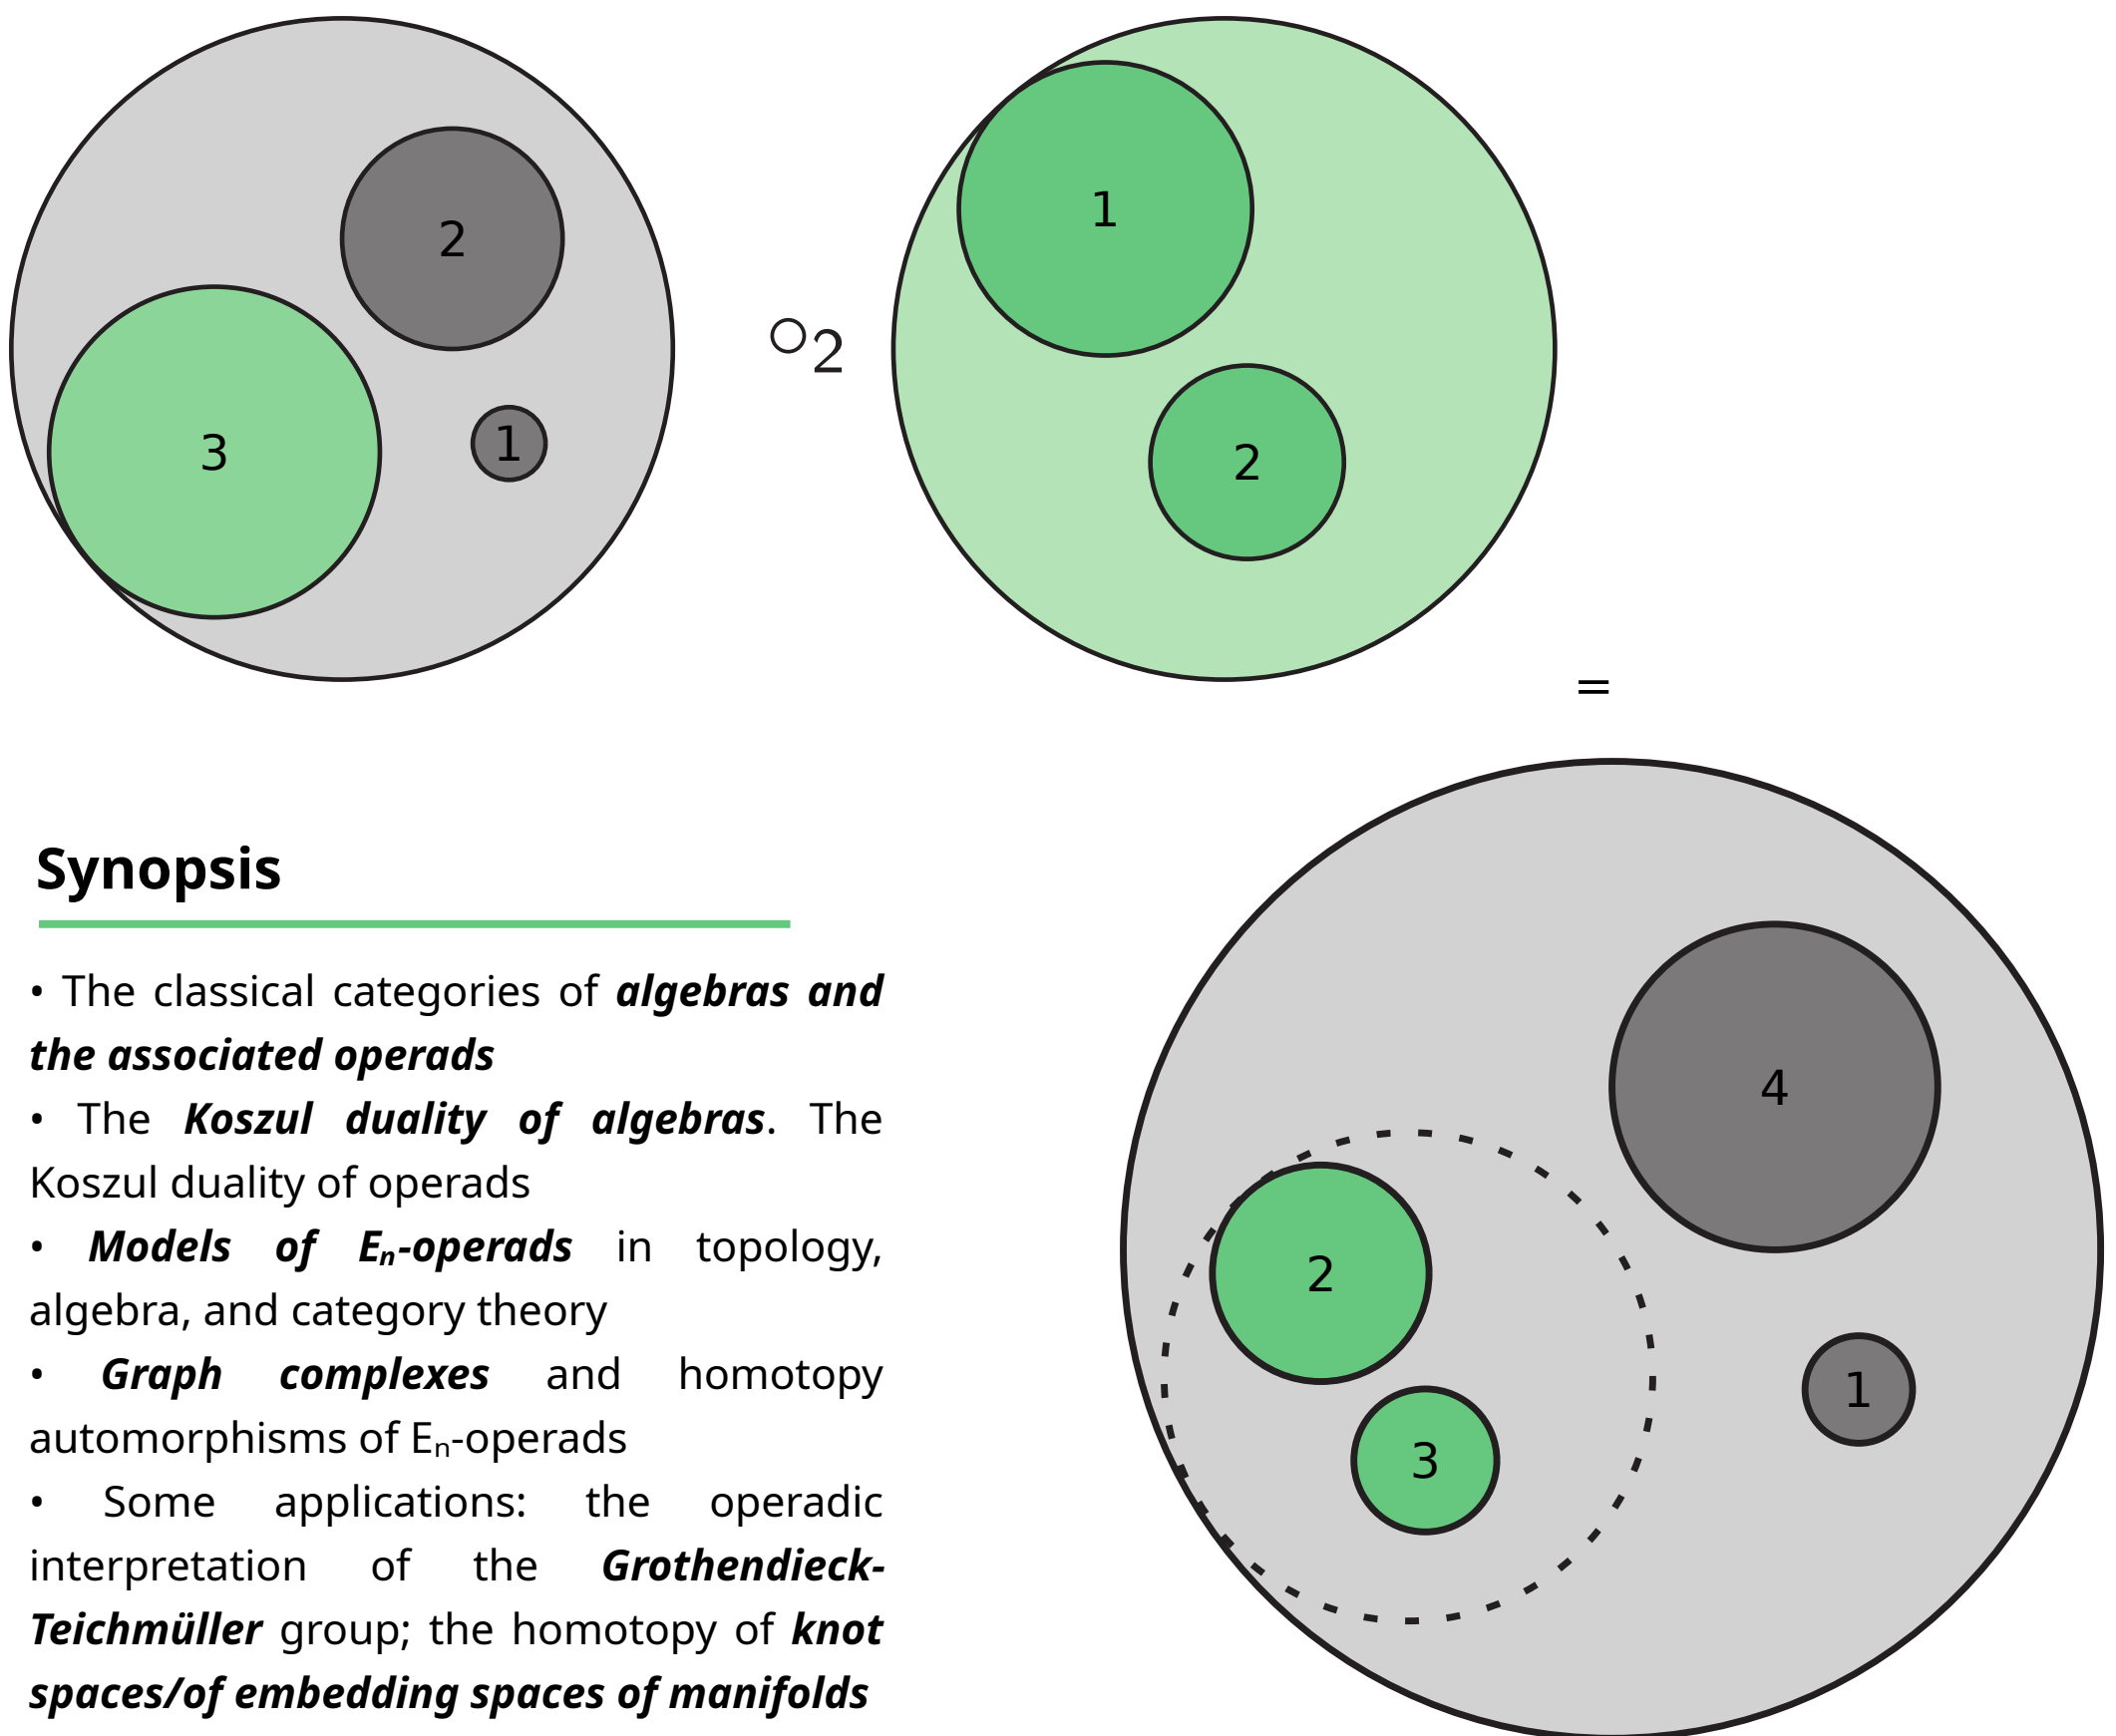 2
3
1
○2
1
2
=
Synopsis
• The classical categories of algebras and
the associated operads
• The Koszul duality of algebras. The
Koszul duality of operads
• Models of Eₙ-operads in topology,
algebra, and category theory
• Graph complexes and homotopy
automorphisms of Eₙ-operads
• Some applications: the operadic
interpretation of the Grothendieck-
Teichmüller group; the homotopy of knot
spaces/of embedding spaces of manifolds
4
2
1
3